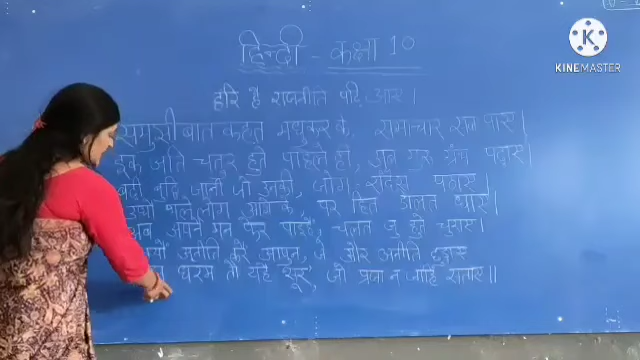 हिन्दी - कक्षा 10
KINEMASTER
हरि हैं राजनीति पढ़ि आए।
समुझी बात कहत मधुकर के, समाचार सब पाए।
इक अति चतुर हुते पहिलें ही, अब गुरु ग्रंथ पढ़ाए।
बढ़ी बुद्धि जानी जो उनकी, जोग-सँदेस पठाए।
ऊधौ भले लोग आगे के, पर हित डोलत धाए।
अब अपने मन फेर पाइहैं, चलत जु हुते चुराए।
क्यौं अनीति करैं आपुन, जे और अनीति छुड़ाए
धरम तौ यहै सूर, जो प्रजा न जाहिं सताए॥